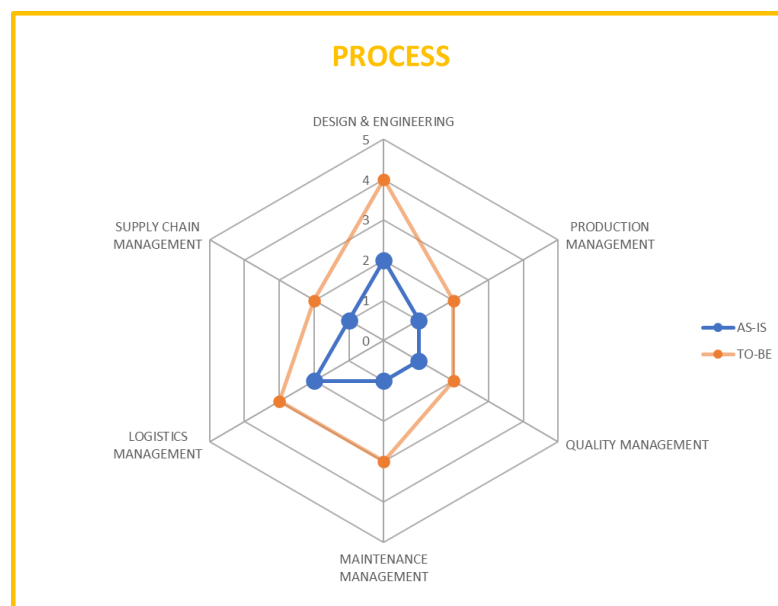 PROCESS
DESIGN & ENGINEERING
5
4
3
2
1
0
SUPPLY CHAIN
MANAGEMENT
PRODUCTION
MANAGEMENT
AS-IS
TO-BE
LOGISTICS
MANAGEMENT
QUALITY MANAGEMENT
MAINTENANCE
MANAGEMENT